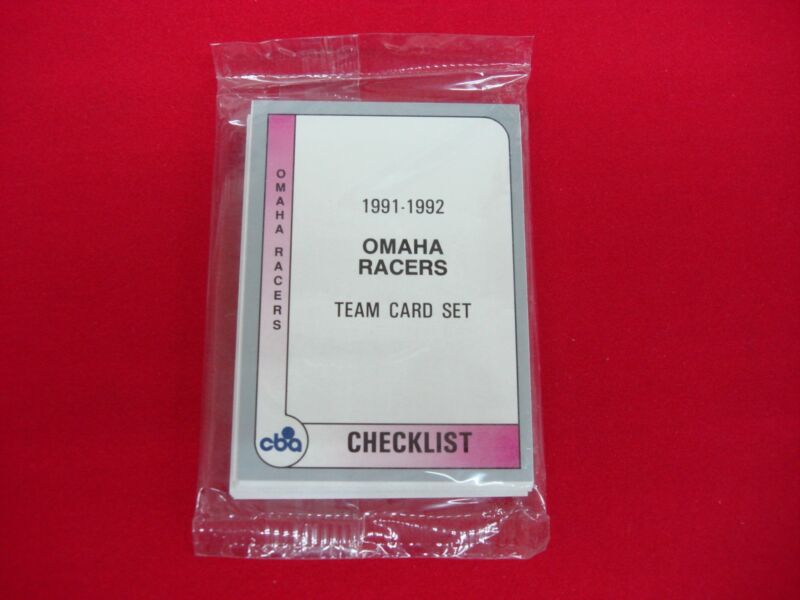 OMAHA RACERS
1991-1992
OMAHA
RACERS
TEAM CARD SET
cba
CHECKLIST